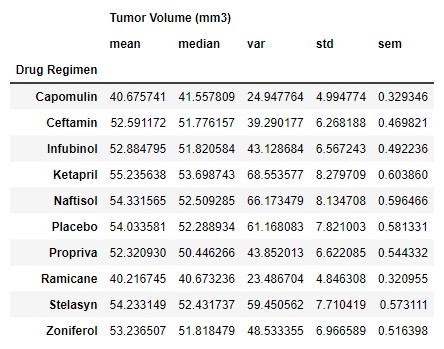 Tumor Volume (mm3)
mean median var std sem
Drug Regimen
Capomulin 40.675741 41.557809 24.947764 4.994774 0.329346
Ceftamin 52.591172 51.776157 39.290177 6.268188 0.469821
Infubinol 52.884795 51.820584 43.128684 6.567243 0.492236
Ketapril 55.235638 53.698743 68.553577 8.279709 0.603860
Naftisol 54.331565 52.509285 66.173479 8.134708 0.596466
Placebo 54.033581 52.288934 61.168083 7.821003 0.581331
Propriva 52.320930 50.446266 43.852013 6.622085 0.544332
Ramicane 40.216745 40.673236 23.486704 4.846308 0.320955
Stelasyn 54.233149 52.431737 59.450562 7.710419 0.573111
Zoniferol 53.236507 51.818479 48.533355 6.966589 0.516398